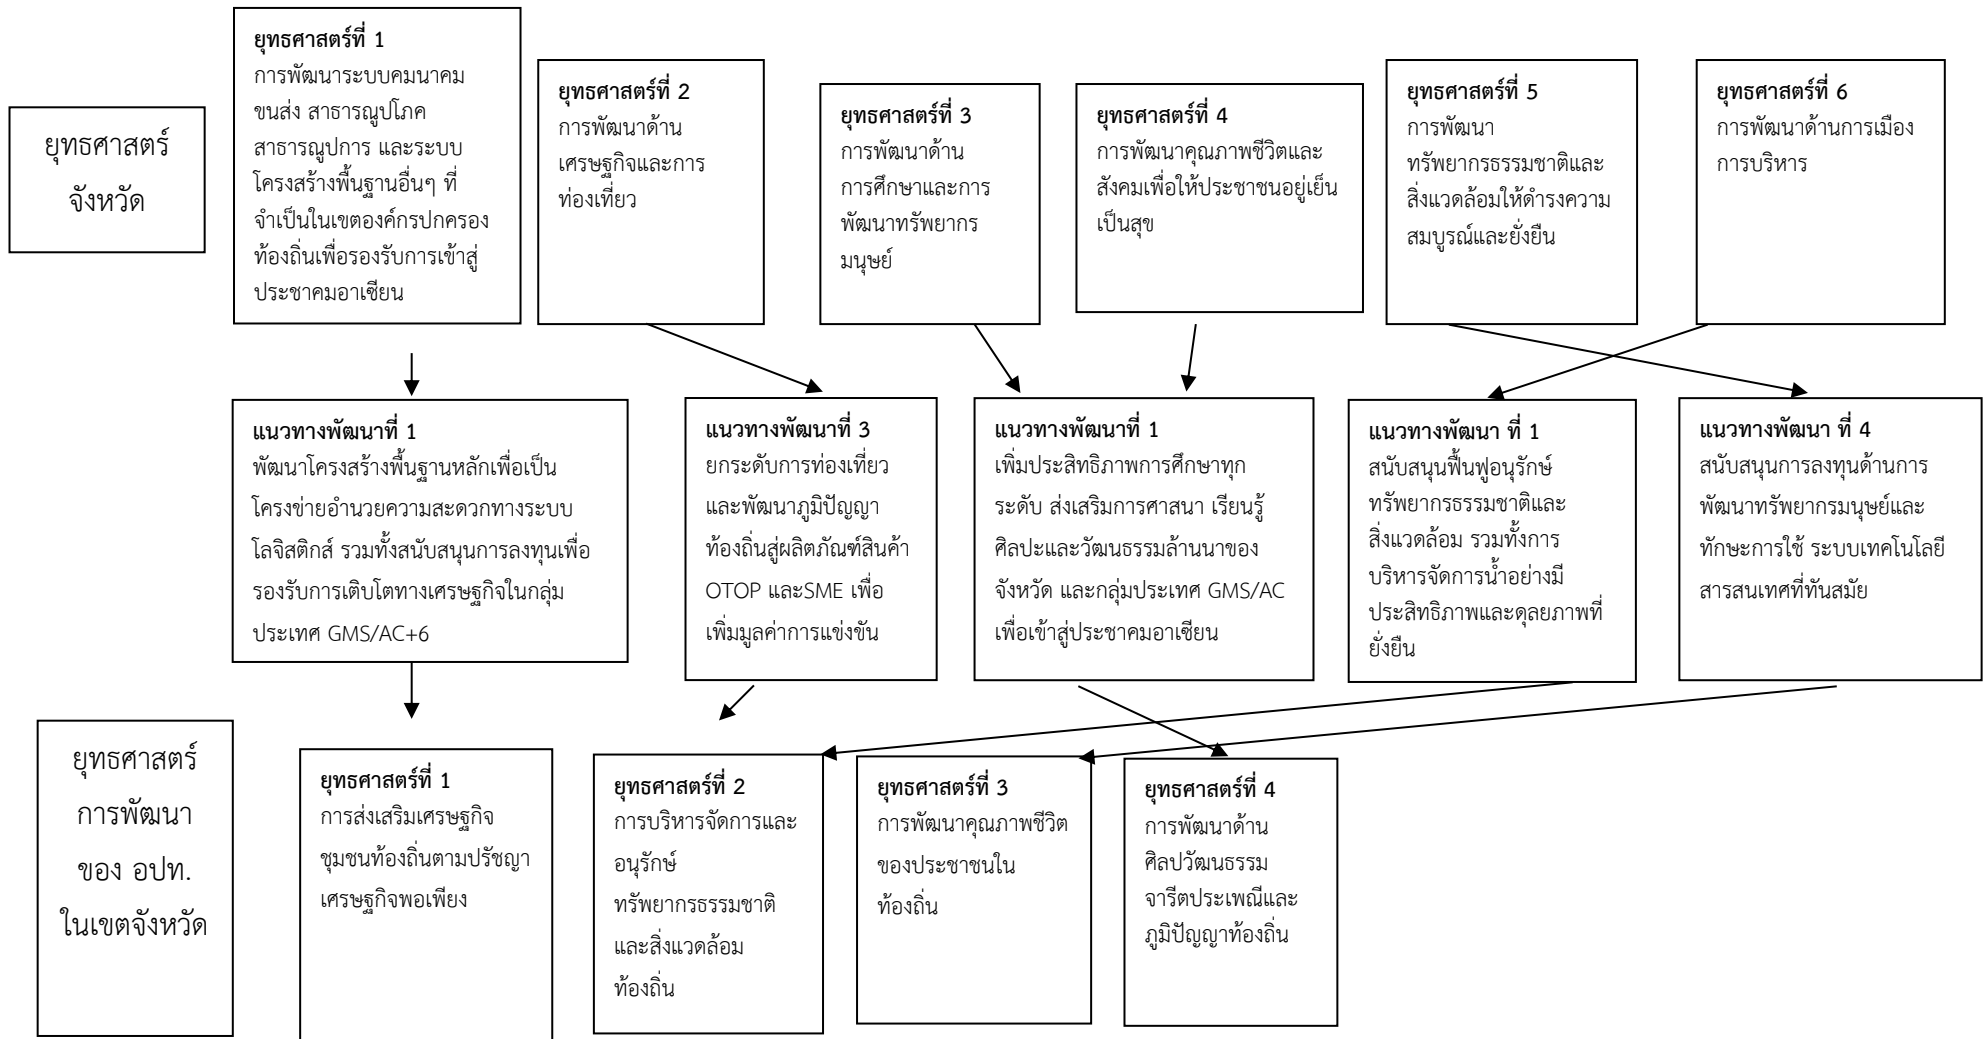 ยุทธศาสตร์
จังหวัด
ยุทธศาสตร์ที่ 1
การพัฒนาระบบคมนาคม
ขนส่ง สาธารณูปโภค
สาธารณูปการ และระบบ
โครงสร้างพื้นฐานอื่นๆ ที่
จำเป็นในเขตองค์กรปกครอง
ท้องถิ่นเพื่อรองรับการเข้าสู่
ประชาคมอาเซียน
ยุทธศาสตร์ที่ 2
การพัฒนาด้าน
เศรษฐกิจและการ
ท่องเที่ยว
ยุทธศาสตร์ที่ 3
การพัฒนาด้าน
การศึกษาและการ
พัฒนาทรัพยากร
มนุษย์
ยุทธศาสตร์ที่ 4
การพัฒนาคุณภาพชีวิตและ
สังคมเพื่อให้ประชาชนอยู่เย็น
เป็นสุข
ยุทธศาสตร์ที่ 5
การพัฒนา
ทรัพยากรธรรมชาติและ
สิ่งแวดล้อมให้ดำรงความ
สมบูรณ์และยั่งยืน
ยุทธศาสตร์ที่ 6
การพัฒนาด้านการเมือง
การบริหาร
แนวทางพัฒนาที่ 1
พัฒนาโครงสร้างพื้นฐานหลักเพื่อเป็น
โครงข่ายอำนวยความสะดวกทางระบบ
โลจิสติกส์ รวมทั้งสนับสนุนการลงทุนเพื่อ
รองรับการเติบโตทางเศรษฐกิจในกลุ่ม
ประเทศ GMS/AC+6
แนวทางพัฒนาที่ 3
ยกระดับการท่องเที่ยว
และพัฒนาภูมิปัญญา
ท้องถิ่นสู่ผลิตภัณฑ์สินค้า
OTOP และSME เพื่อ
เพิ่มมูลค่าการแข่งขัน
แนวทางพัฒนาที่ 1
เพิ่มประสิทธิภาพการศึกษาทุก
ระดับ ส่งเสริมการศาสนา เรียนรู้
ศิลปะและวัฒนธรรมล้านนาของ
จังหวัด และกลุ่มประเทศ GMS/AC
เพื่อเข้าสู่ประชาคมอาเซียน
แนวทางพัฒนา ที่ 1
สนับสนุนฟื้นฟูอนุรักษ์
ทรัพยากรธรรมชาติและ
สิ่งแวดล้อม รวมทั้งการ
บริหารจัดการน้ำอย่างมี
ประสิทธิภาพและดุลยภาพที่
ยั่งยืน
แนวทางพัฒนา ที่ 4
สนับสนุนการลงทุนด้านการ
พัฒนาทรัพยากรมนุษย์และ
ทักษะการใช้ ระบบเทคโนโลยี
สารสนเทศที่ทันสมัย
ยุทธศาสตร์
การพัฒนา
ของ อปท.
ในเขตจังหวัด
ยุทธศาสตร์ที่ 1
การส่งเสริมเศรษฐกิจ
ชุมชนท้องถิ่นตามปรัชญา
เศรษฐกิจพอเพียง
ยุทธศาสตร์ที่ 2
การบริหารจัดการและ
อนุรักษ์
ทรัพยากรธรรมชาติ
และสิ่งแวดล้อม
ท้องถิ่น
ยุทธศาสตร์ที่ 3
การพัฒนาคุณภาพชีวิต
ของประชาชนใน
ท้องถิ่น
ยุทธศาสตร์ที่ 4
การพัฒนาด้าน
ศิลปวัฒนธรรม
จารีตประเพณีและ
ภูมิปัญญาท้องถิ่น